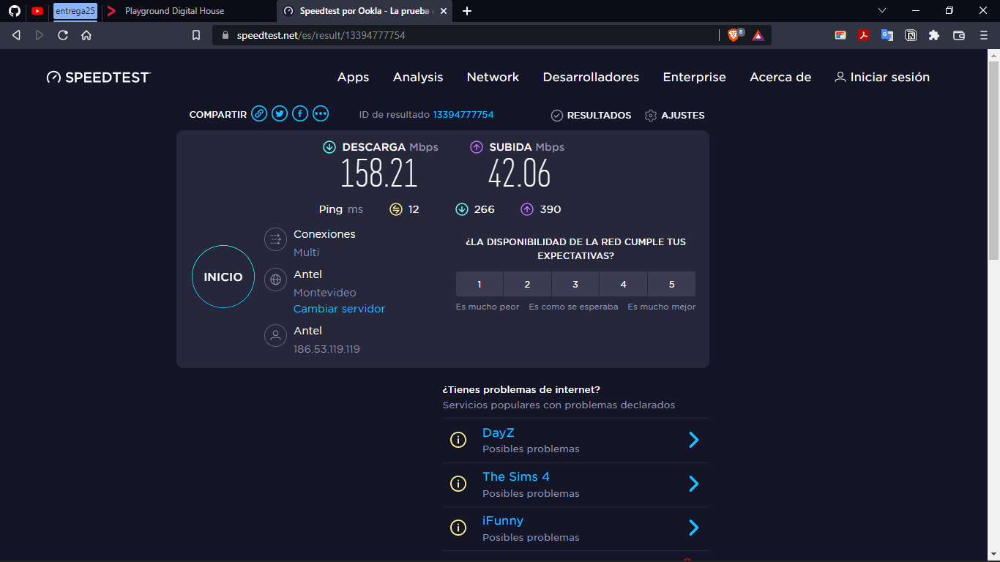 entrega25
Playground Digital House
Speedtest por Ookla - La prueba
speedtest.net/es/result/13394777754
8
SPEEDTEST
Apps
Analysis
Network
Desarrolladores
Enterprise
Acerca de
Iniciar sesión
COMPARTIR
ID de resultado 13394777754
RESULTADOS
AJUSTES
DESCARGA Mbps
158.21
SUBIDA Mbps
42.06
Ping ms
12
266
390
INICIO
Conexiones
Multi
Antel
Montevideo
Cambiar servidor
Antel
186.53.119.119
¿LA DISPONIBILIDAD DE LA RED CUMPLE TUS
EXPECTATIVAS?
1
2
3
4
5
Es mucho peor
Es como se esperaba
Es mucho mejor
¿Tienes problemas de internet?
Servicios populares con problemas declarados
DayZ
Posibles problemas
The Sims 4
Posibles problemas
iFunny
Posibles problemas